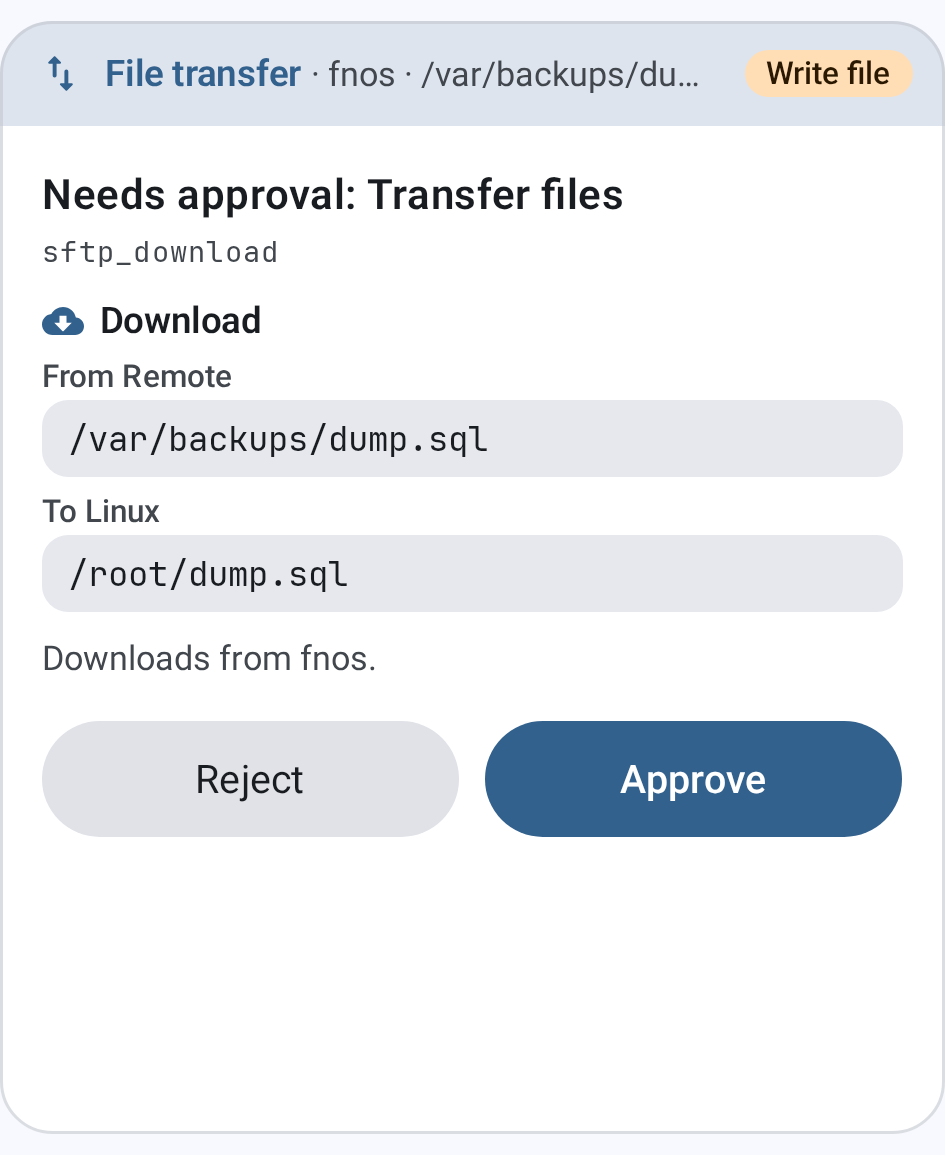 File transfer · fnos · /var/backups/du... Write file
Needs approval: Transfer files
sftp_download
Download
From Remote
/var/backups/dump.sql
To Linux
/root/dump.sql
Downloads from fnos.
Reject Approve